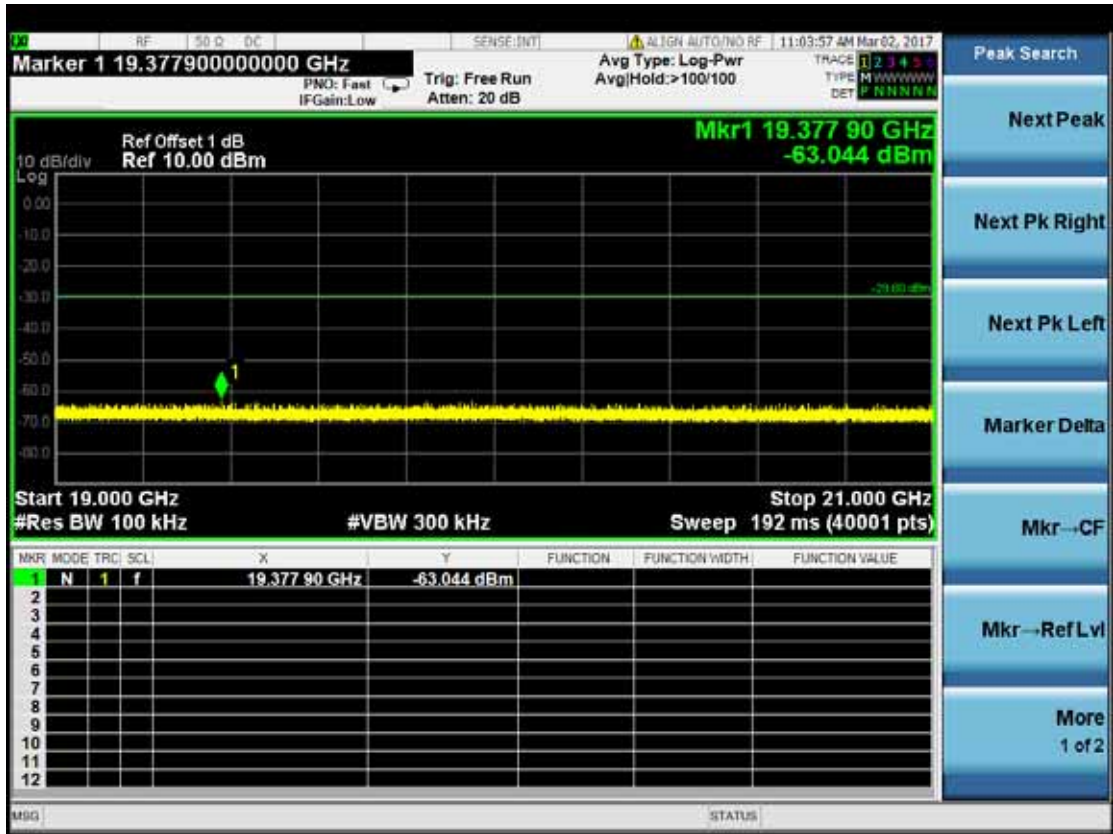 RF 50 Ω DC SENSE:INT ALIGN AUTO/NO RF 11:03:57 AM Mar 02, 2017
Marker 1 19.377900000000 GHz
PNO: Fast
IFGain:Low
Trig: Free Run
Atten: 20 dB
Avg Type: Log-Pwr
Avg|Hold:>100/100
TRACE 1 2 3 4 5 6
TYPE M WWWWW
DET P N N N N N
Mkr1 19.377 90 GHz
-63.044 dBm
Ref Offset 1 dB
10 dB/div Ref 10.00 dBm
Log
0.00
-10.0
-20.0
-30.0
-40.0
-50.0
-60.0
-70.0
-80.0
1
Start 19.000 GHz Stop 21.000 GHz
#Res BW 100 kHz #VBW 300 kHz Sweep 192 ms (40001 pts)
MKR MODE TRC SCL X Y FUNCTION FUNCTION WIDTH FUNCTION VALUE
1 N 1 f 19.377 90 GHz -63.044 dBm
2
3
4
5
6
7
8
9
10
11
12
MSG STATUS
Peak Search
Next Peak
Next Pk Right
Next Pk Left
Marker Delta
Mkr→CF
Mkr→Ref Lvl
More
1 of 2